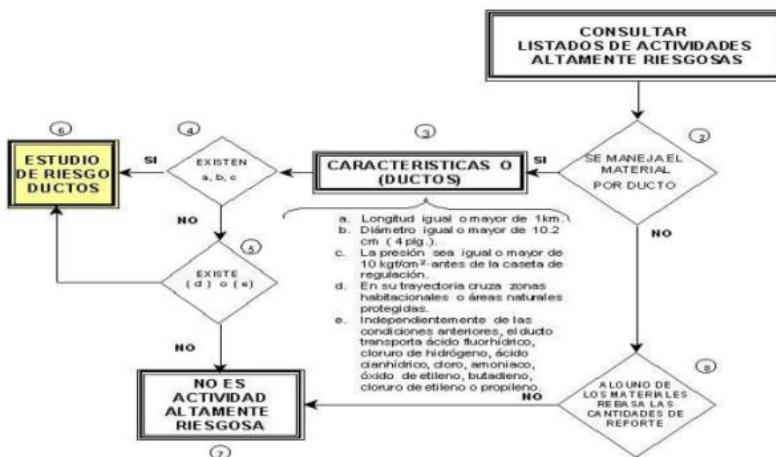 CONSULTAR
LISTADOS DE ACTIVIDADES
ALTAMENTE RIESGOSAS
2
SE MANEJA EL
MATERIAL
POR DUCTO
SI
NO
3
CARACTERISTICAS O
(DUCTOS)
a. Longitud igual o mayor de 1km.
b. Diámetro igual o mayor de 10.2
cm ( 4 plg.).
c. La presión sea igual o mayor de
10 kgf/cm² antes de la caseta de
regulación.
d. En su trayectoria cruza zonas
habitacionales o áreas naturales
protegidas.
e. Independientemente de las
condiciones anteriores, el ducto
transporta ácido fluorhídrico,
cloruro de hidrógeno, ácido
cianhídrico, cloro, amoniaco,
óxido de etileno, butadieno,
cloruro de etileno o propileno.
4
EXISTEN
a, b, c
SI
NO
6
ESTUDIO
DE RIESGO
DUCTOS
5
EXISTE
( d ) o ( e )
NO
NO ES
ACTIVIDAD
ALTAMENTE
RIESGOSA
7
8
ALGUNO DE
LOS MATERIALES
REBASA LAS
CANTIDADES DE
REPORTE
NO